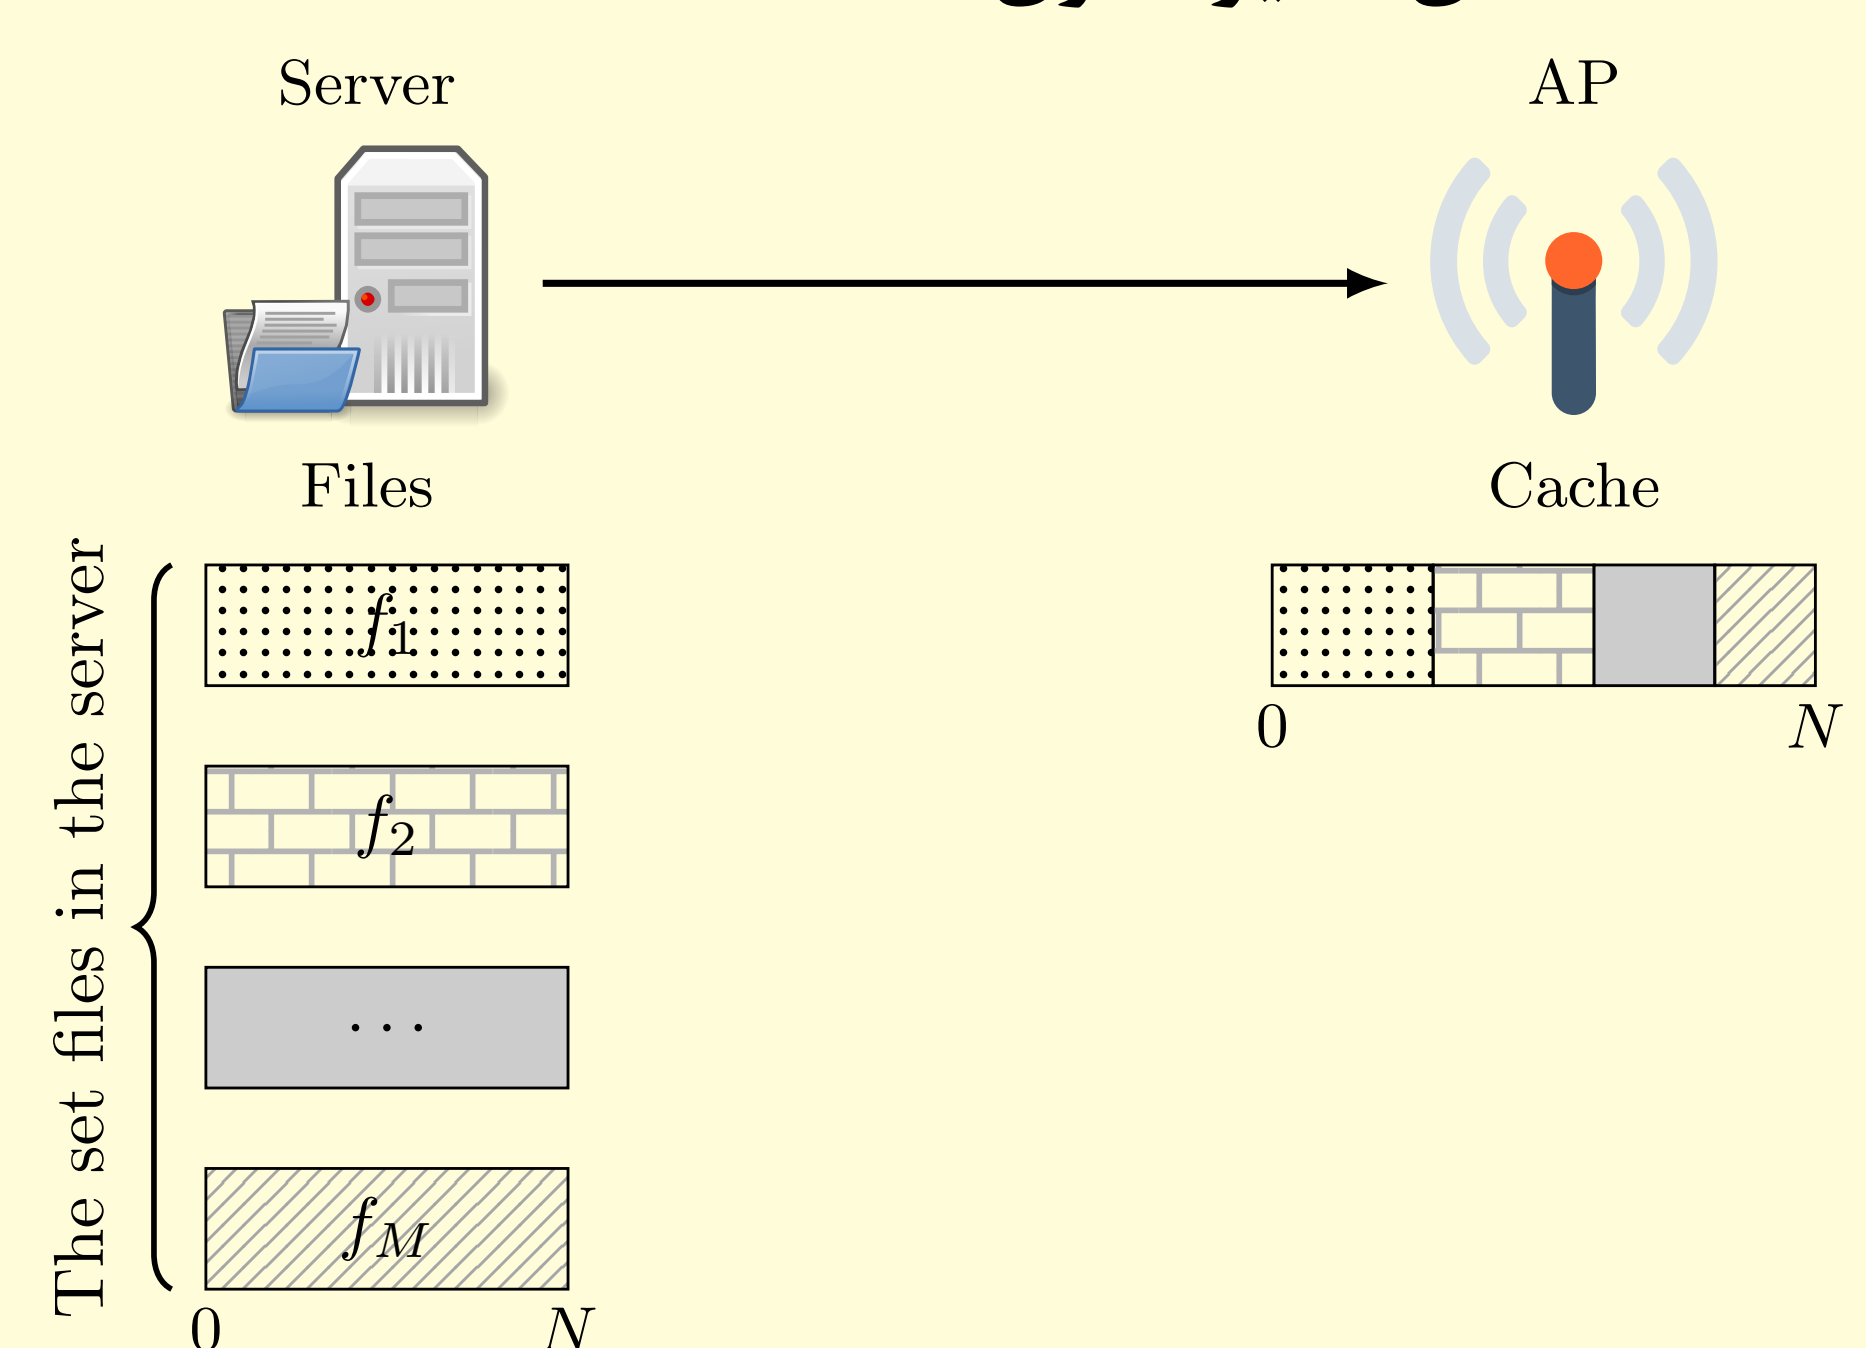 Server
AP
Files
Cache
The set files in the server
f1
0
N
f2
...
fM
0
N